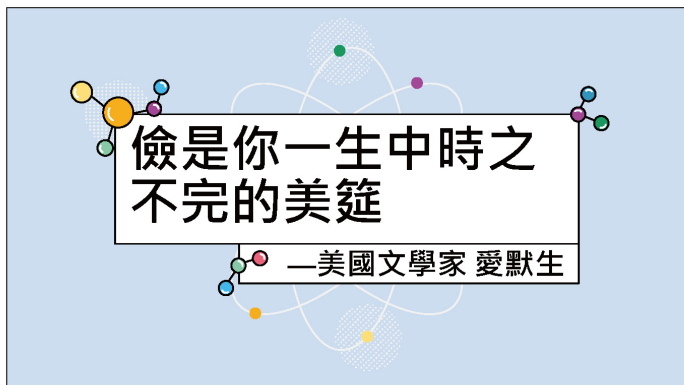 儉是你一生中時之
不完的美筵
—美國文學家 愛默生